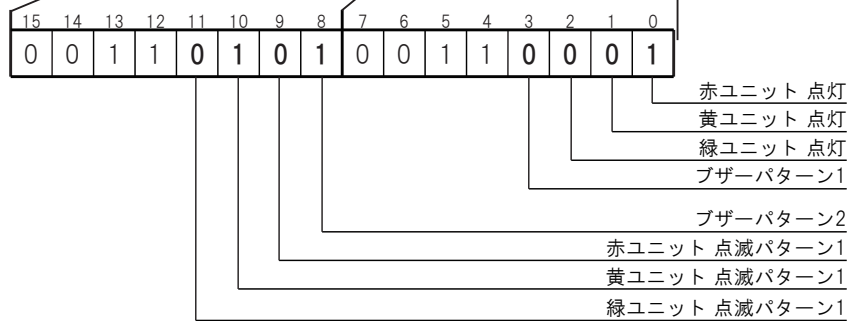 15 14 13 12 11 10 9 8 7 6 5 4 3 2 1 0
0 0 1 1 0 1 0 1 0 0 1 1 0 0 0 1
赤ユニット 点灯
黄ユニット 点灯
緑ユニット 点灯
ブザーパターン1
ブザーパターン2
赤ユニット 点滅パターン1
黄ユニット 点滅パターン1
緑ユニット 点滅パターン1